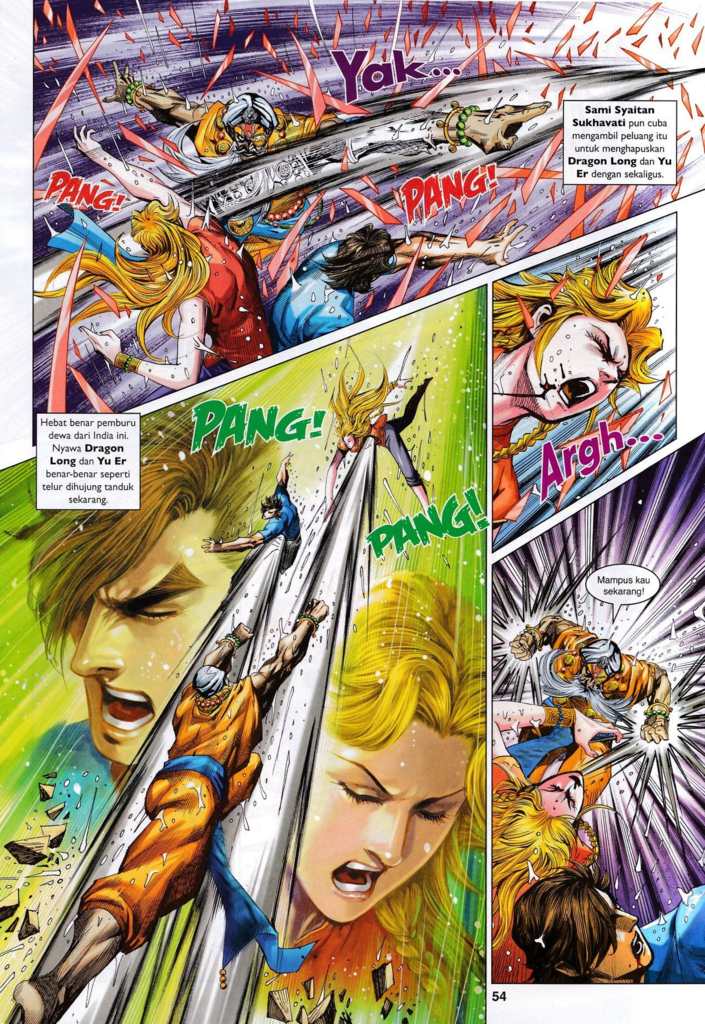 Yak...
Sami Syaitan
Sukhavati pun cuba
mengambil peluang itu
untuk menghapuskan
Dragon Long dan Yu
Er dengan sekaligus.
PANG!
PANG!
Hebat benar pemburu
dewa dari India ini.
Nyawa Dragon
Long dan Yu Er
benar-benar seperti
telur dihujung tanduk
sekarang.
PANG!
PANG!
Argh...
Mampus kau
sekarang!
54